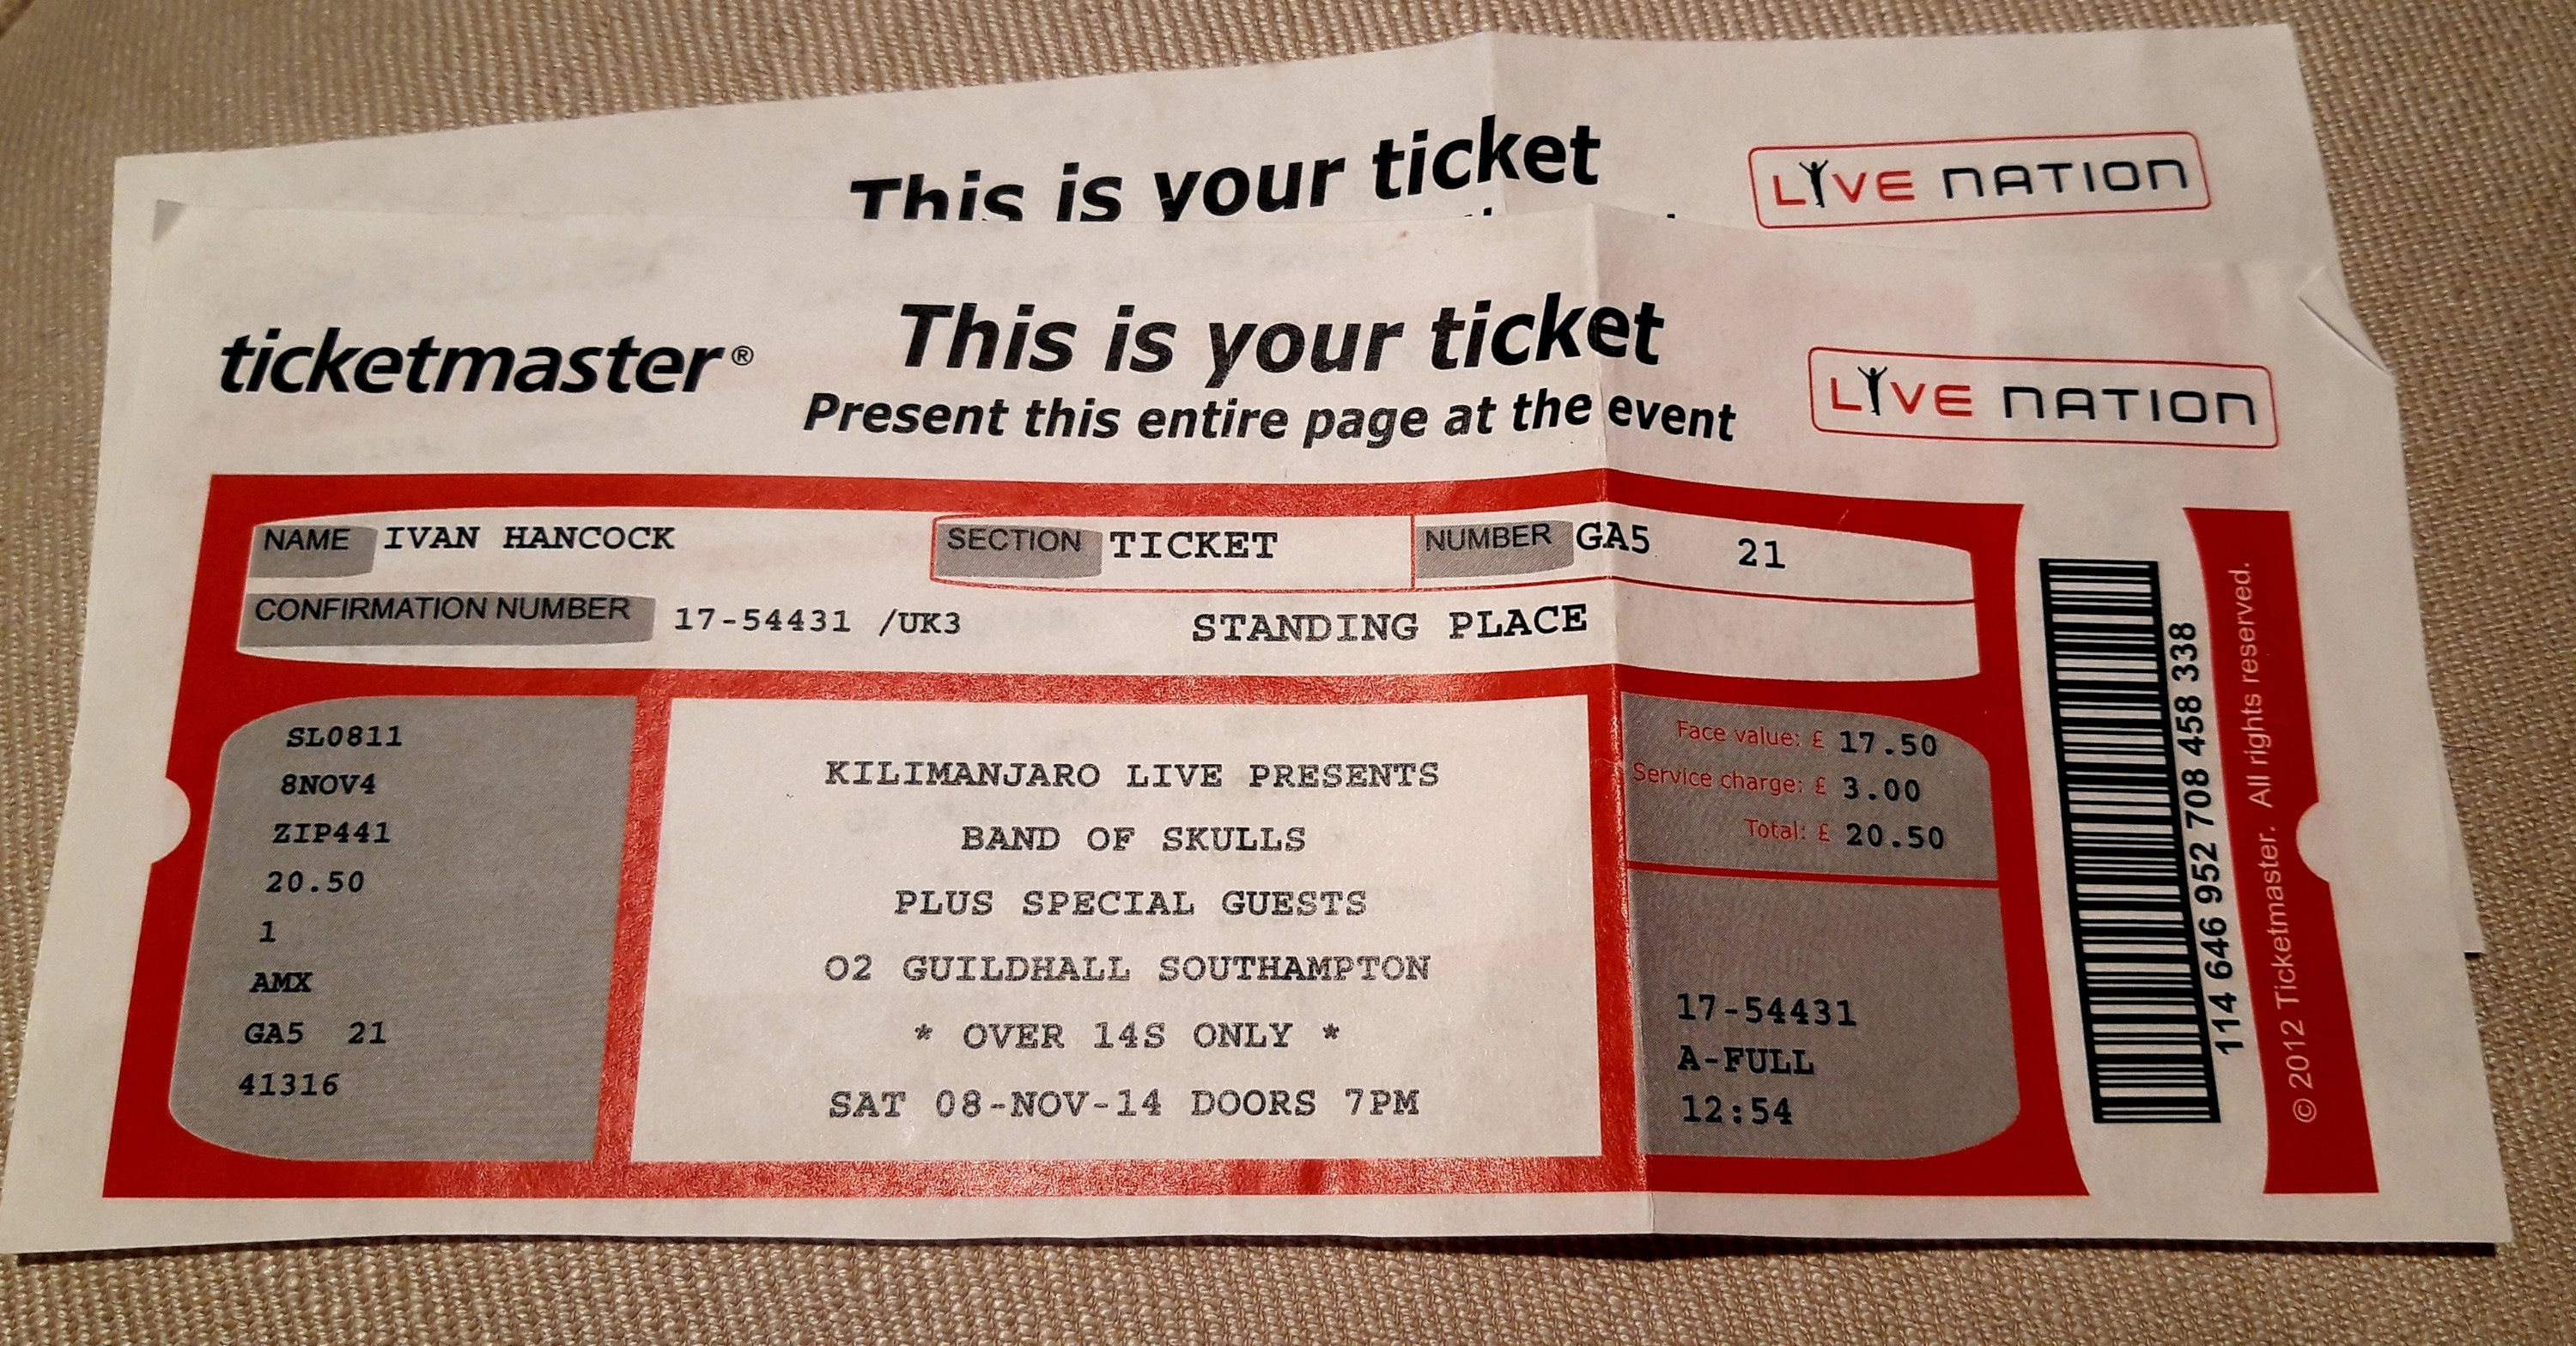 This is your ticket
LIVE NATION
ticketmaster®
This is your ticket
Present this entire page at the event
LIVE NATION
NAME IVAN HANCOCK
SECTION TICKET
NUMBER GA5 21
CONFIRMATION NUMBER 17-54431 /UK3
STANDING PLACE
SL0811
8NOV4
ZIP441
20.50
1
AMX
GA5 21
41316
KILIMANJARO LIVE PRESENTS
BAND OF SKULLS
PLUS SPECIAL GUESTS
O2 GUILDHALL SOUTHAMPTON
* OVER 14S ONLY *
SAT 08-NOV-14 DOORS 7PM
Face value: £ 17.50
Service charge: £ 3.00
Total: £ 20.50
17-54431
A-FULL
12:54
114 646 952 708 458 338
© 2012 Ticketmaster. All rights reserved.